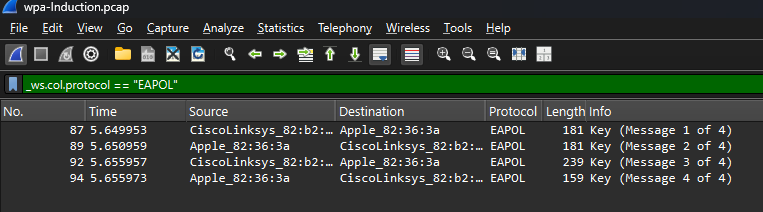 wpa-Induction.pcap
File Edit View Go Capture Analyze Statistics Telephony Wireless Tools Help
_ws.col.protocol == "EAPOL"
No. Time Source Destination Protocol Length Info
87 5.649953 CiscoLinksys_82:b2:… Apple_82:36:3a EAPOL 181 Key (Message 1 of 4)
89 5.650959 Apple_82:36:3a CiscoLinksys_82:b2:… EAPOL 181 Key (Message 2 of 4)
92 5.655957 CiscoLinksys_82:b2:… Apple_82:36:3a EAPOL 239 Key (Message 3 of 4)
94 5.655973 Apple_82:36:3a CiscoLinksys_82:b2:… EAPOL 159 Key (Message 4 of 4)